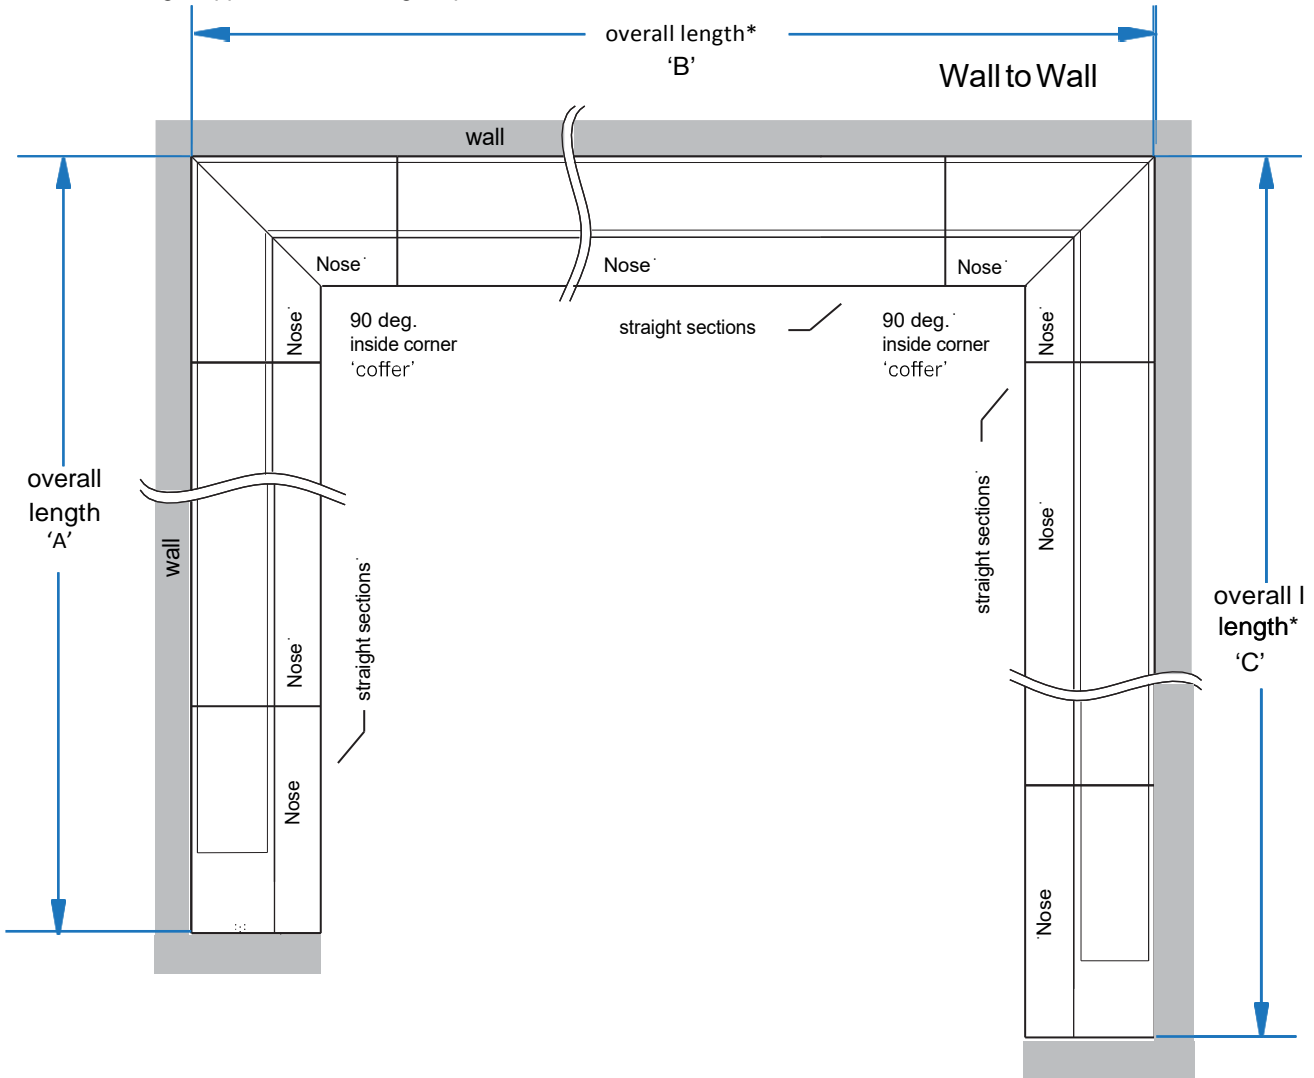 overall length*
‘B’
Wall to Wall
wall
Nose
Nose
Nose
Nose
90 deg.
inside corner
‘coffer’
straight sections
90 deg.
inside corner
‘coffer’
Nose
overall
length
‘A’
wall
straight sections
Nose
Nose
straight sections
Nose
overall l
length*
‘C’
Nose